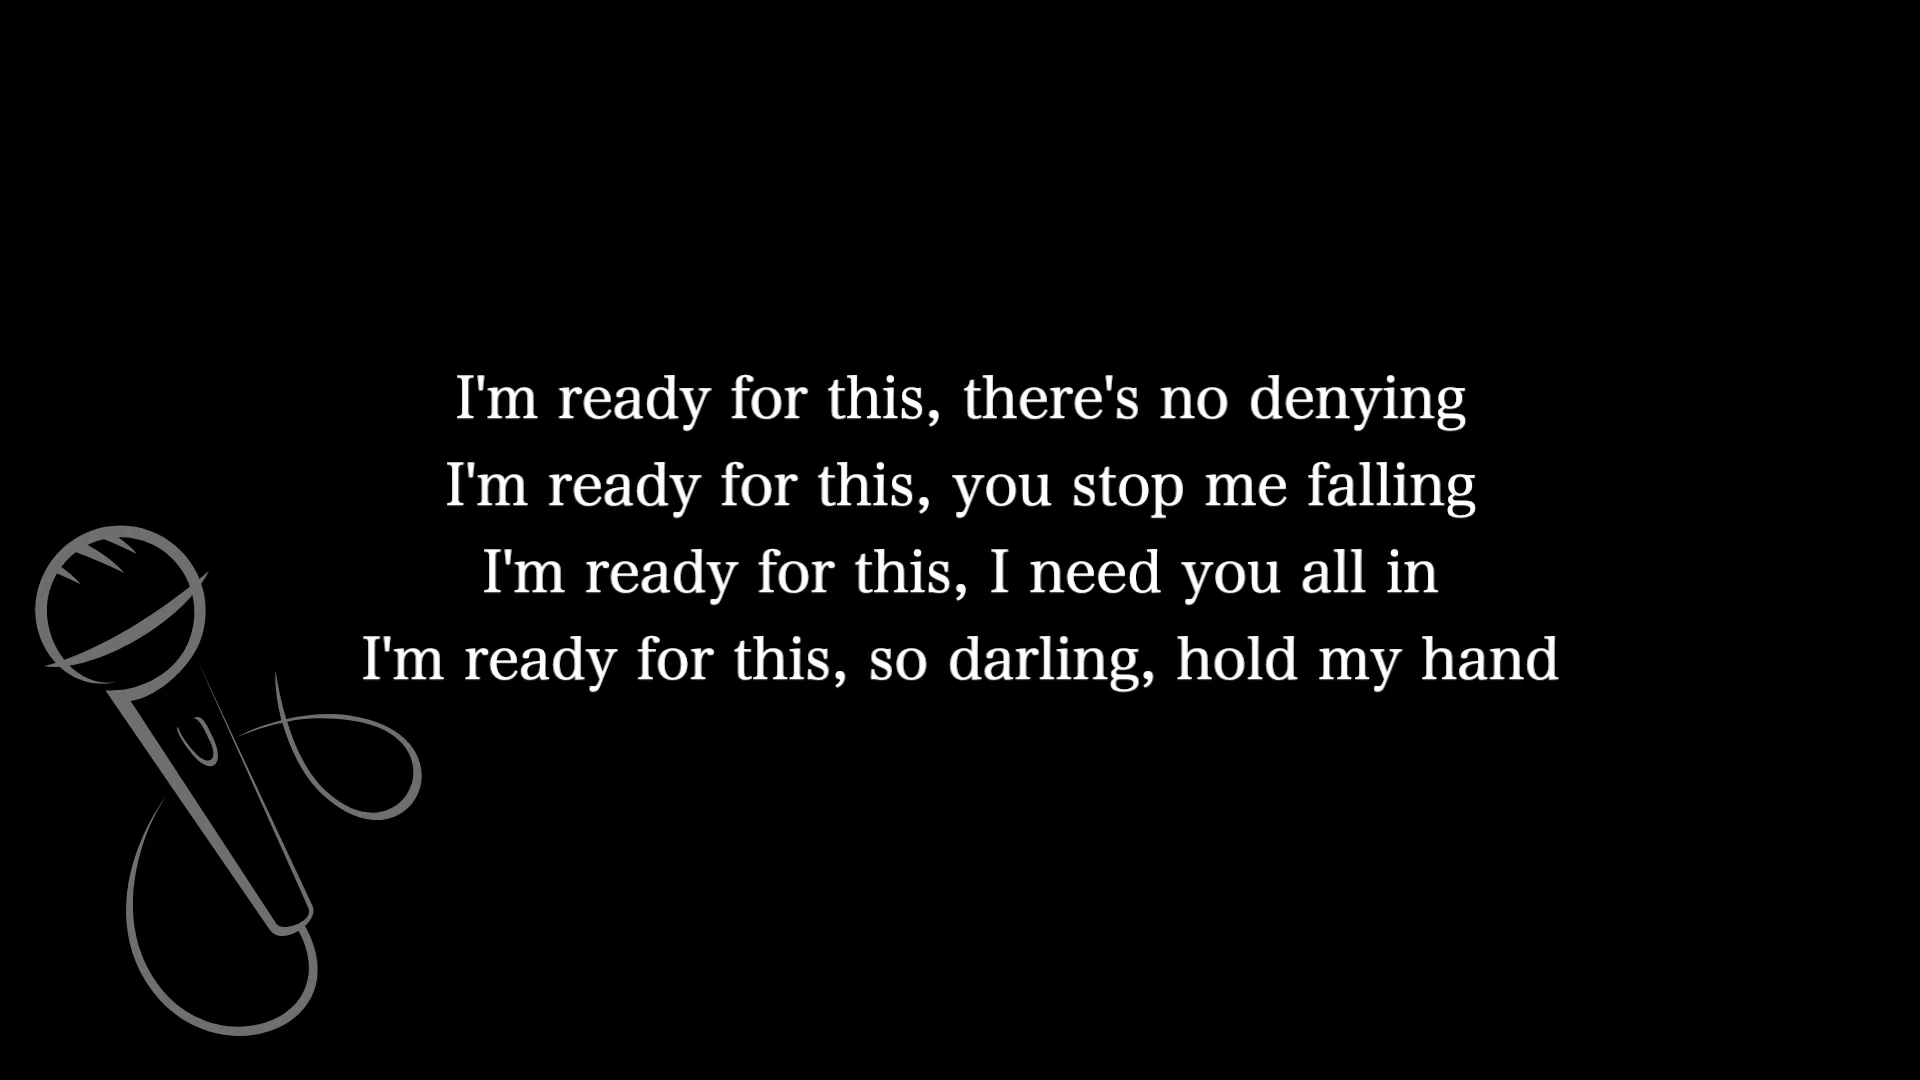 I'm ready for this, there's no denying
I'm ready for this, you stop me falling
I'm ready for this, I need you all in
I'm ready for this, so darling, hold my hand